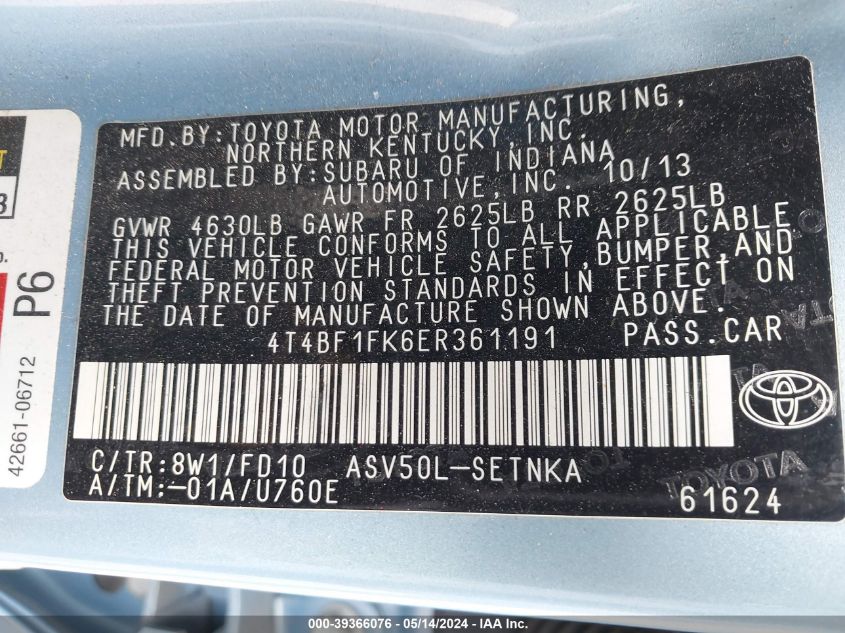 MFD. BY: TOYOTA MOTOR MANUFACTURING,
NORTHERN KENTUCKY, INC.
ASSEMBLED BY: SUBARU OF INDIANA
AUTOMOTIVE, INC. 10/13
GVWR 4630LB GAWR FR 2625LB RR 2625LB
THIS VEHICLE CONFORMS TO ALL APPLICABLE
FEDERAL MOTOR VEHICLE SAFETY, BUMPER, AND
THEFT PREVENTION STANDARDS IN EFFECT ON
THE DATE OF MANUFACTURE SHOWN ABOVE.
4T4BF1FK6ER361191 PASS. CAR
C/TR: 8W1/FD10 ASV50L-SETNKA
A/TM: -01A/U760E
61624
TOYOTA
P6
42661-06712
000-39366076 - 05/14/2024 - IAA Inc.